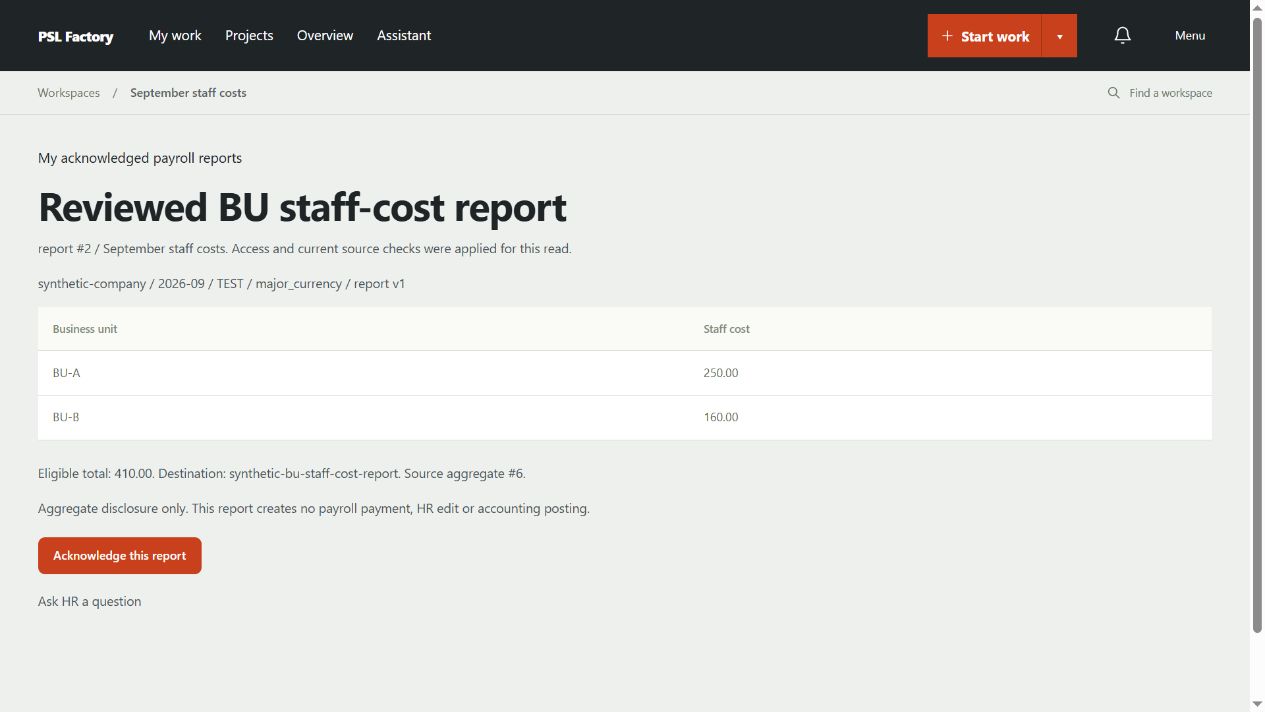 PSL Factory
My work
Projects
Overview
Assistant
+ Start work
Menu
Workspaces / September staff costs
Find a workspace
My acknowledged payroll reports
Reviewed BU staff-cost report
report #2 / September staff costs. Access and current source checks were applied for this read.
synthetic-company / 2026-09 / TEST / major_currency / report v1
Business unit Staff cost
BU-A 250.00
BU-B 160.00
Eligible total: 410.00. Destination: synthetic-bu-staff-cost-report. Source aggregate #6.
Aggregate disclosure only. This report creates no payroll payment, HR edit or accounting posting.
Acknowledge this report
Ask HR a question